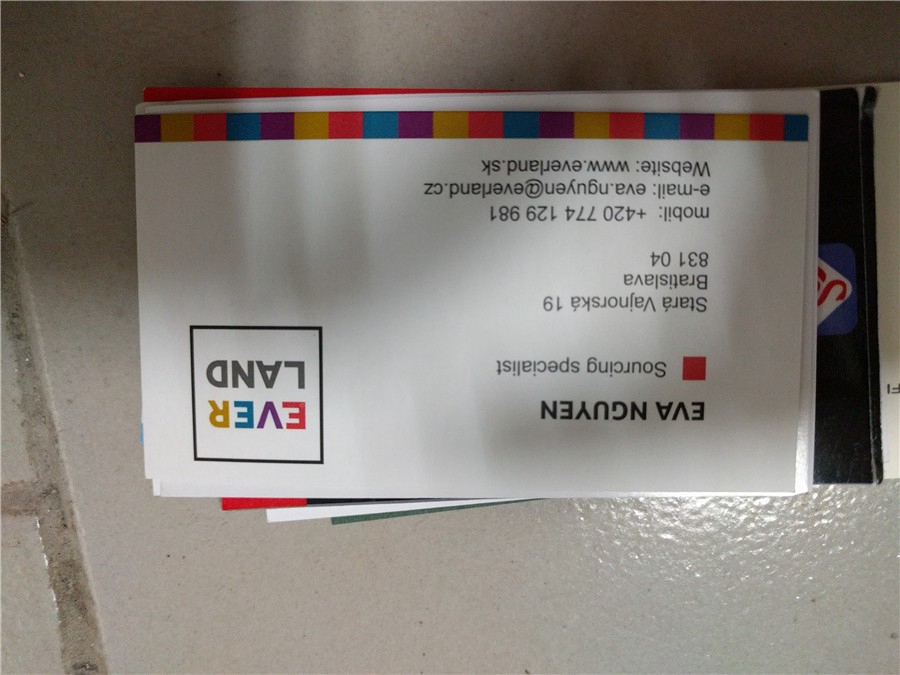 EVA NGUYEN
Sourcing specialist
Stará Vajnorská 19
Bratislava
831 04
mobil: +420 774 129 981
e-mail: eva.nguyen@everland.cz
Website: www.everland.sk
EVER
LAND